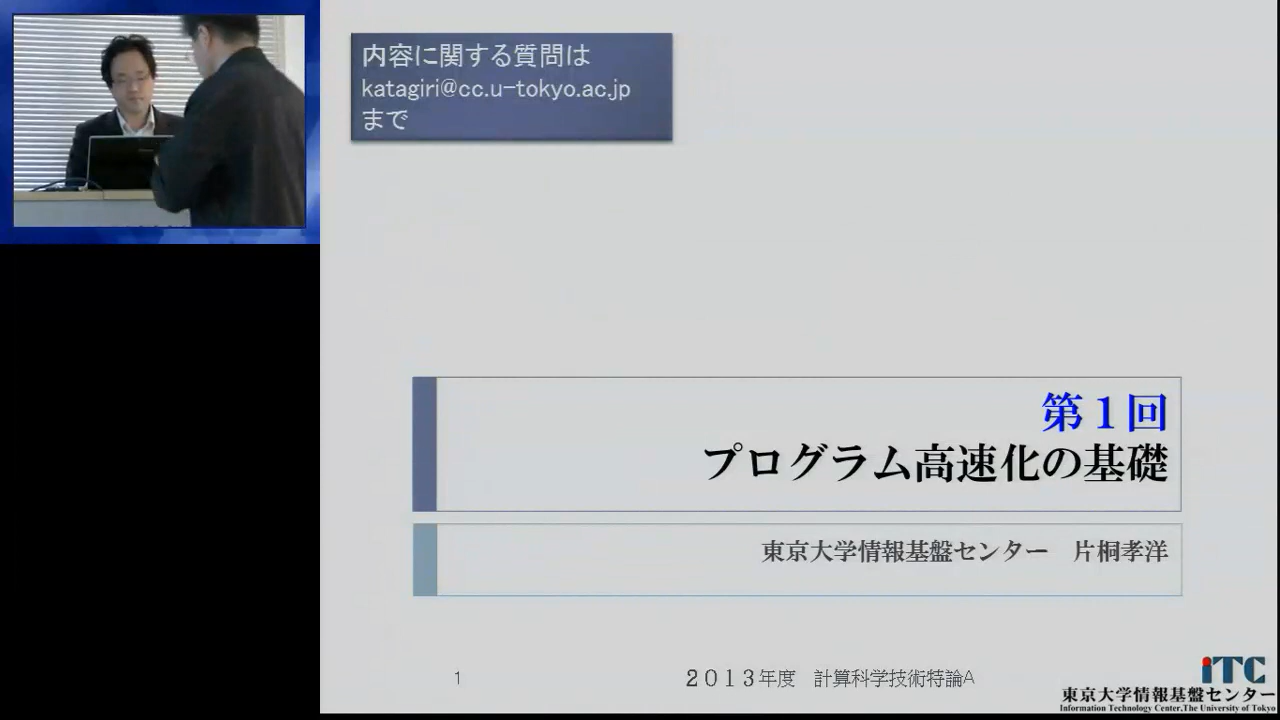 内容に関する質問は
katagiri@cc.u-tokyo.ac.jp
まで
第１回
プログラム高速化の基礎
東京大学情報基盤センター　片桐孝洋
1
２０１３年度　計算科学技術特論A
iTC
東京大学情報基盤センター
Information Technology Center,The University of Tokyo